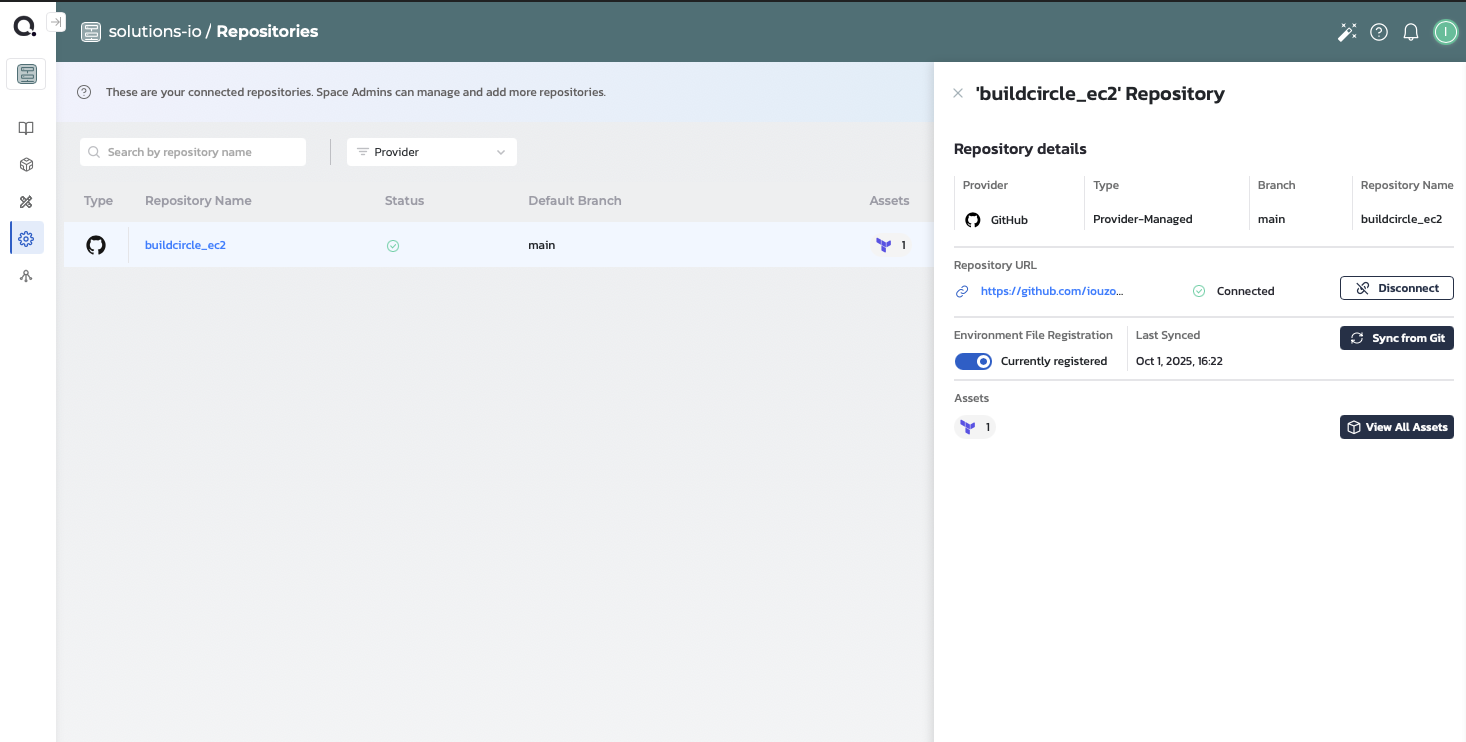 solutions-io / Repositories
I
These are your connected repositories. Space Admins can manage and add more repositories.
Search by repository name
Provider
Type Repository Name Status Default Branch Assets
buildcircle_ec2 main 1
'buildcircle_ec2' Repository
Repository details
Provider Type Branch Repository Name
GitHub Provider-Managed main buildcircle_ec2
Repository URL
https://github.com/iouzo... Connected Disconnect
Environment File Registration Last Synced Sync from Git
Currently registered Oct 1, 2025, 16:22
Assets
1 View All Assets